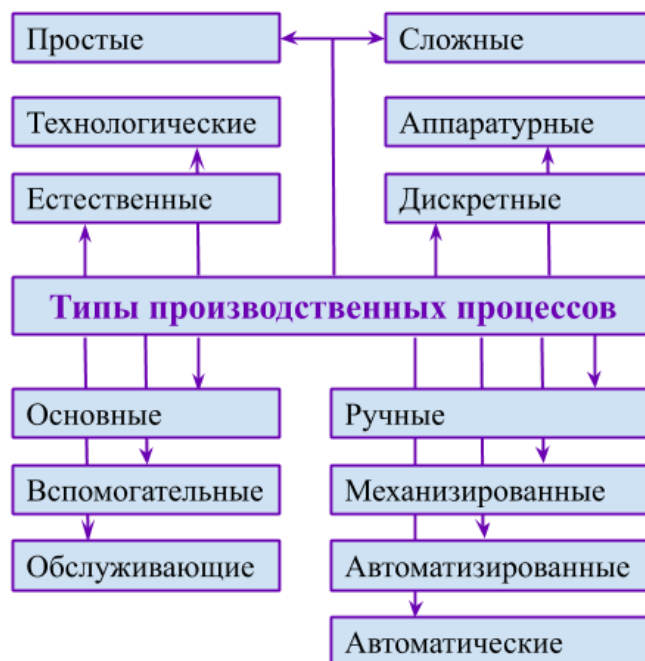 Простые
Сложные
Технологические
Аппаратурные
Естественные
Дискретные
Типы производственных процессов
Основные
Ручные
Вспомогательные
Механизированные
Обслуживающие
Автоматизированные
Автоматические